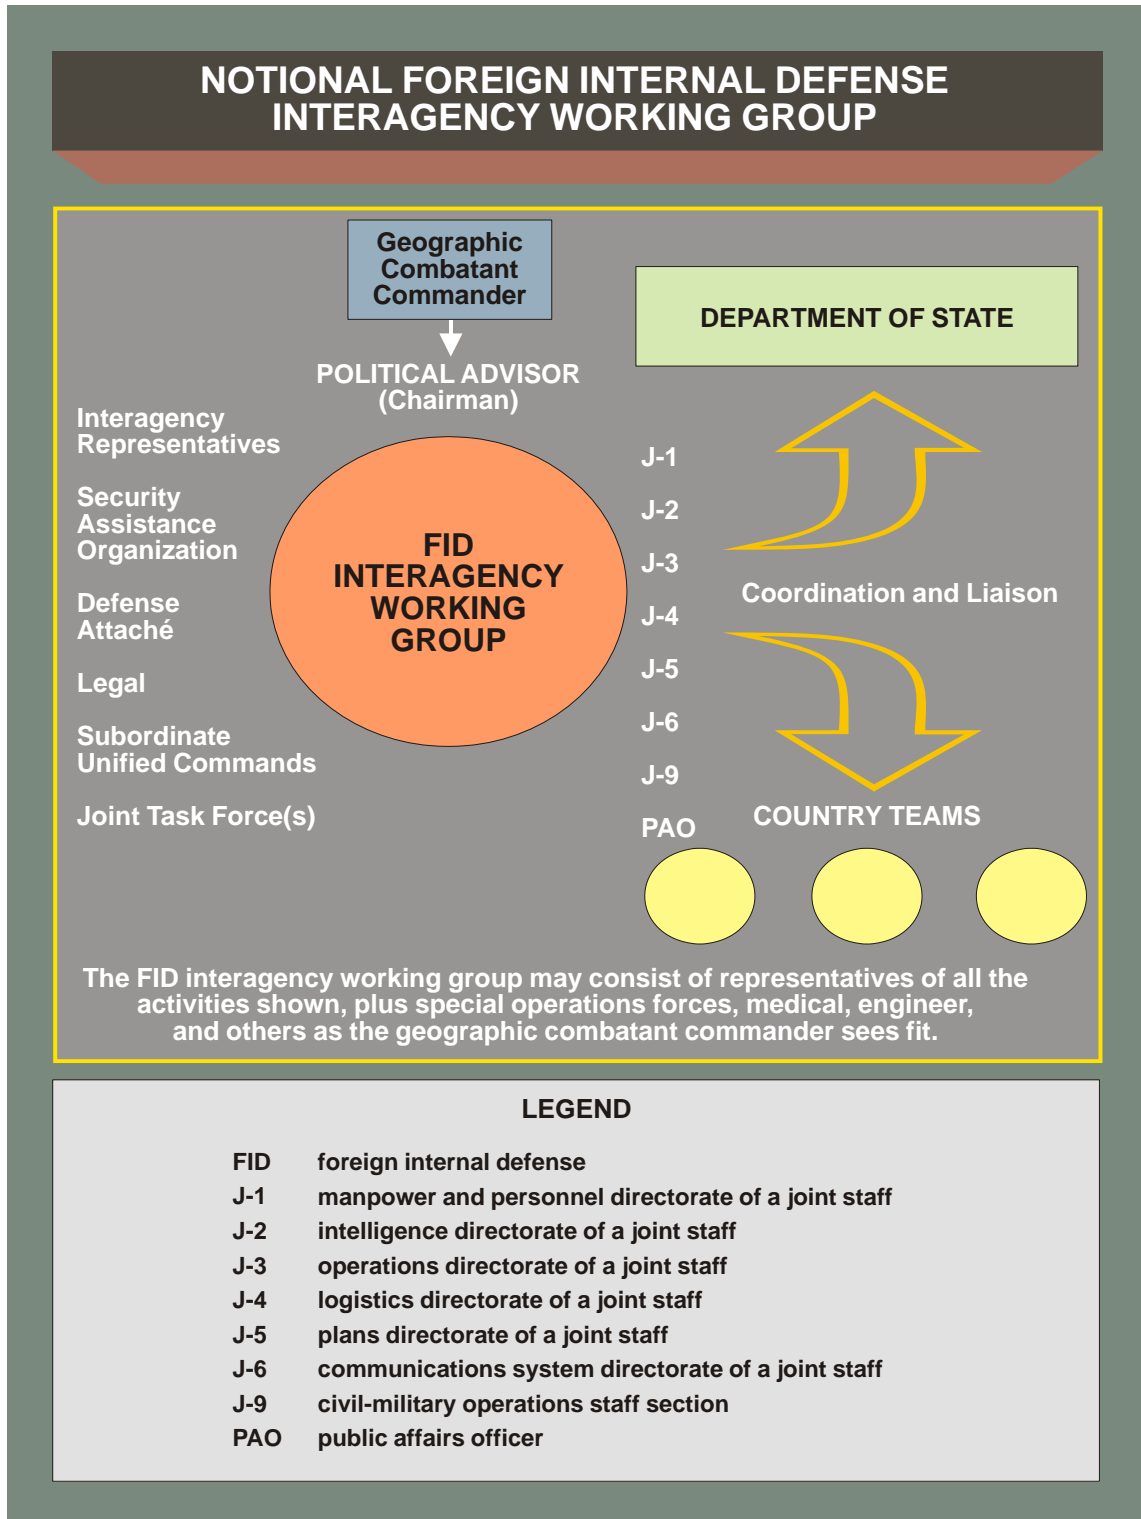 NOTIONAL FOREIGN INTERNAL DEFENSE
INTERAGENCY WORKING GROUP
Geographic
Combatant
Commander
POLITICAL ADVISOR
(Chairman)
DEPARTMENT OF STATE
Interagency
Representatives
Security
Assistance
Organization
Defense
Attaché
Legal
Subordinate
Unified Commands
Joint Task Force(s)
FID
INTERAGENCY
WORKING
GROUP
J-1
J-2
J-3
J-4
J-5
J-6
J-9
PAO
Coordination and Liaison
COUNTRY TEAMS
The FID interagency working group may consist of representatives of all the
activities shown, plus special operations forces, medical, engineer,
and others as the geographic combatant commander sees fit.
LEGEND
FID foreign internal defense
J-1 manpower and personnel directorate of a joint staff
J-2 intelligence directorate of a joint staff
J-3 operations directorate of a joint staff
J-4 logistics directorate of a joint staff
J-5 plans directorate of a joint staff
J-6 communications system directorate of a joint staff
J-9 civil-military operations staff section
PAO public affairs officer